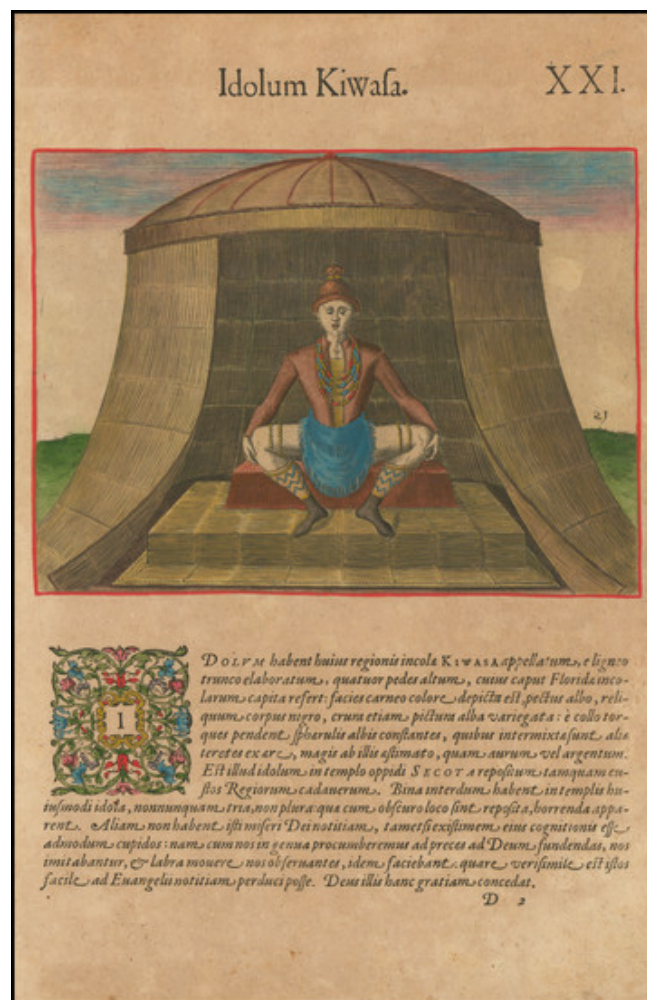 Idolum Kiwaſa.
XXI.
21
I
DOLVM habent huius regionis incolæ KIWASA appellatum, e ligneo
trunco elaboratum, quatuor pedes altum, cuius caput Floridæ inco-
larum capita refert: facies carneo colore depicta est, pectus albo, reli-
quum corpus nigro, crura etiam pictura alba variegata: è collo tor-
ques pendent sphærulis albis constantes, quibus intermixtæ sunt aliæ
teretes ex ære, magis ab illis æstimato, quam aurum vel argentum.
Est illud idolum in templo oppidi SECOTA repositum tamquam cu-
stos Regiorum cadauerum. Bina interdum habent in templis hu-
iusmodi idola, nonnunquam tria, non plura: quæ cum obscuro loco sint reposita, horrenda appa-
rent. Aliam non habent isti miseri Dei notitiam, tametsi existimem eius cognitionis esse
admodum cupidos: nam cum nos in genua procumberemus ad preces ad Deum fundendas, nos
imitabantur, & labra mouere nos obseruantes, idem faciebant: quare verisimile est istos
facile ad Euangelii notitiam perduci posse. Deus illis hanc gratiam concedat.
D 2